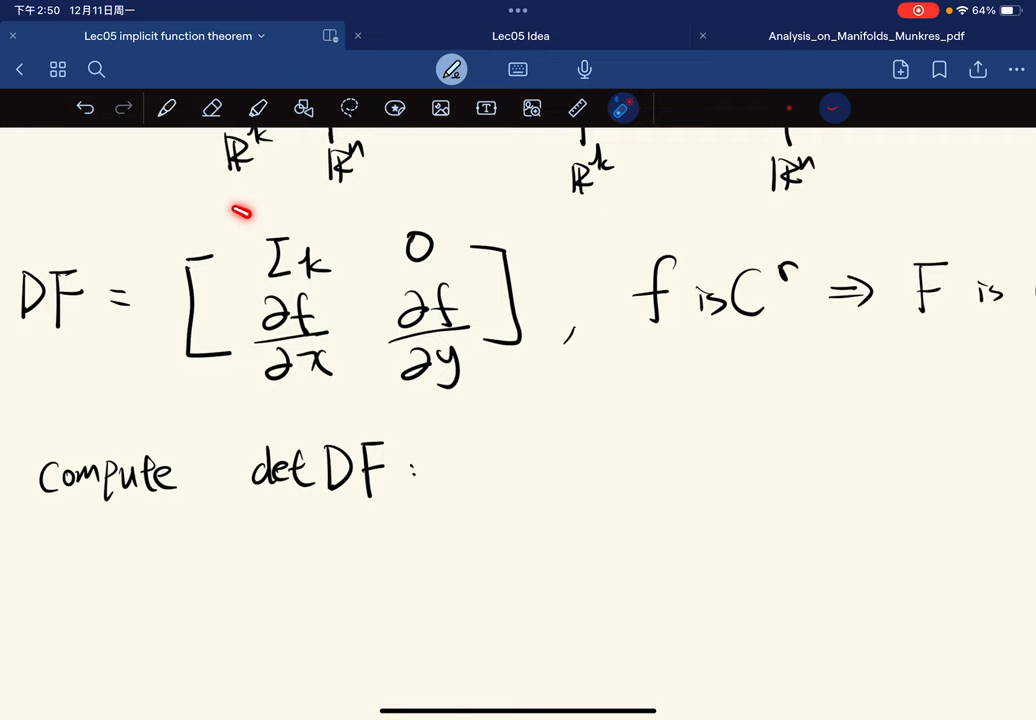 下午2:50 12月11日周一 64%
Lec05 implicit function theorem Lec05 Idea Analysis_on_Manifolds_Munkres_pdf
ℝᵏ ℝⁿ ℝᵏ ℝⁿ
DF = [ Iₖ 0
∂f/∂x ∂f/∂y ] , f is Cʳ ⇒ F is
compute det DF :